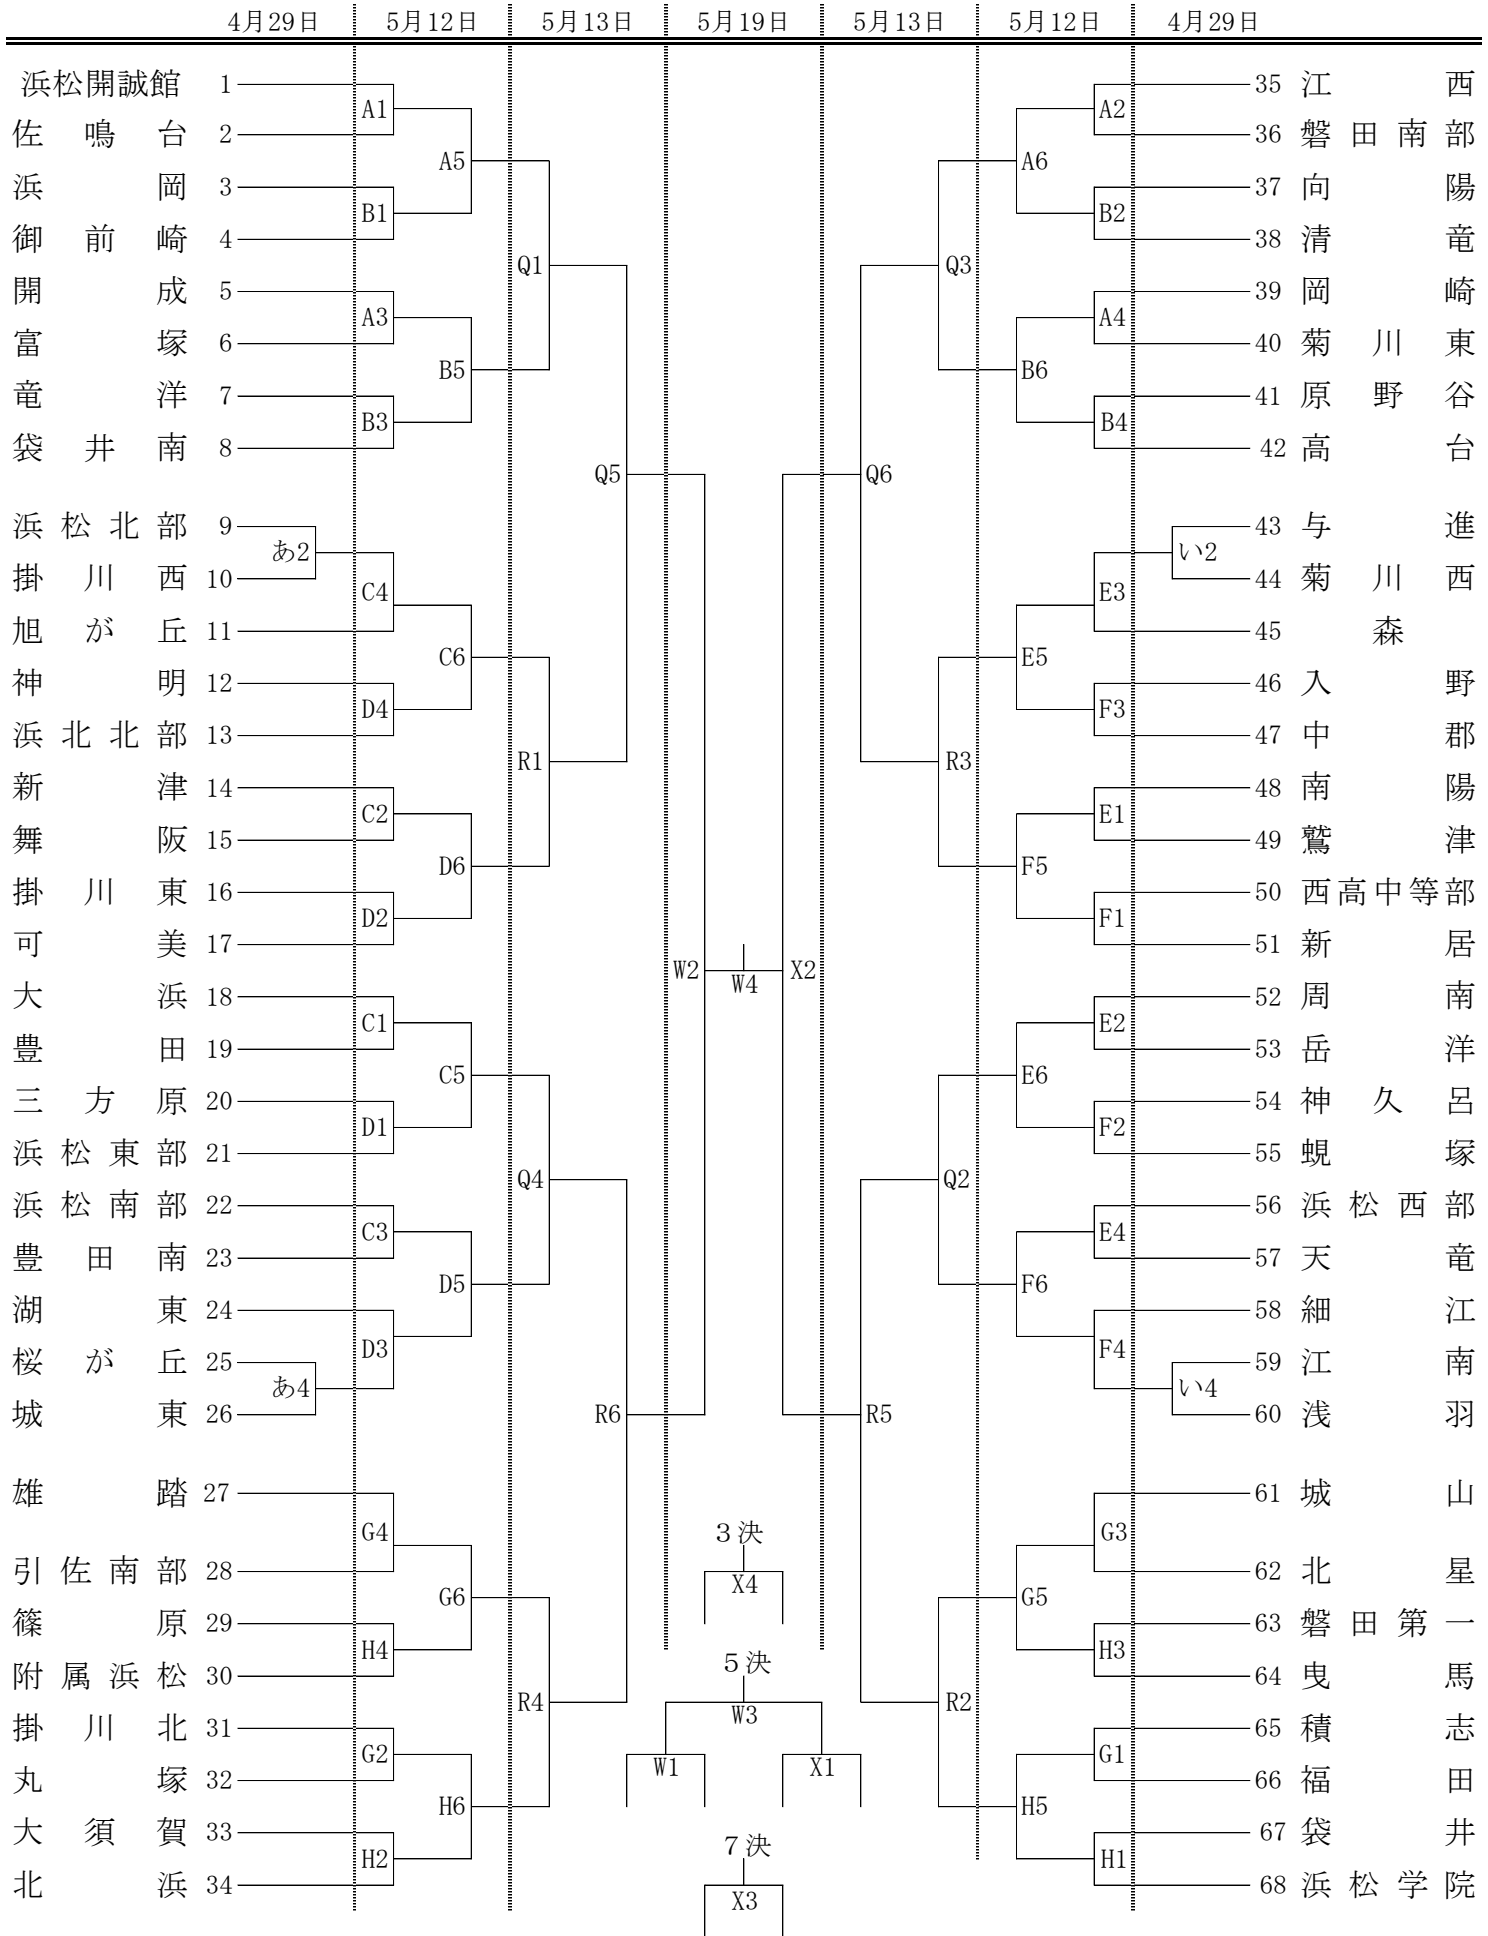 4月29日 5月12日 5月13日 5月19日 5月13日 5月12日 4月29日
浜松開誠館 1 35 江西
A1 A2
佐鳴台 2 36 磐田南部
A5 A6
浜岡 3 37 向陽
B1 B2
御前崎 4 38 清竜
Q1 Q3
開成 5 39 岡崎
A3 A4
富塚 6 40 菊川東
B5 B6
竜洋 7 41 原野谷
B3 B4
袋井南 8 42 高台
Q5 Q6
浜松北部 9 43 与進
あ2 い2
掛川西 10 44 菊川西
C4 E3
旭が丘 11 45 森
C6 E5
神明 12 46 入野
D4 F3
浜北北部 13 47 中郡
R1 R3
新津 14 48 南陽
C2 E1
舞阪 15 49 鷲津
D6 F5
掛川東 16 50 西高中等部
D2 F1
可美 17 51 新居
W2 W4 X2
大浜 18 52 周南
C1 E2
豊田 19 53 岳洋
C5 E6
三方原 20 54 神久呂
D1 F2
浜松東部 21 55 蜆塚
Q4 Q2
浜松南部 22 56 浜松西部
C3 E4
豊田南 23 57 天竜
D5 F6
湖東 24 58 細江
D3 F4
桜が丘 25 59 江南
あ4 い4
城東 26 60 浅羽
R6 R5
雄踏 27 61 城山
G4 3決 G3
引佐南部 28 62 北星
X4
G6 G5
篠原 29 63 磐田第一
H4 H3
5決
附属浜松 30 64 曳馬
R4 W3 R2
掛川北 31 65 積志
G2 W1 X1 G1
丸塚 32 66 福田
H6 H5
大須賀 33 67 袋井
7決
H2 H1
北浜 34 68 浜松学院
X3